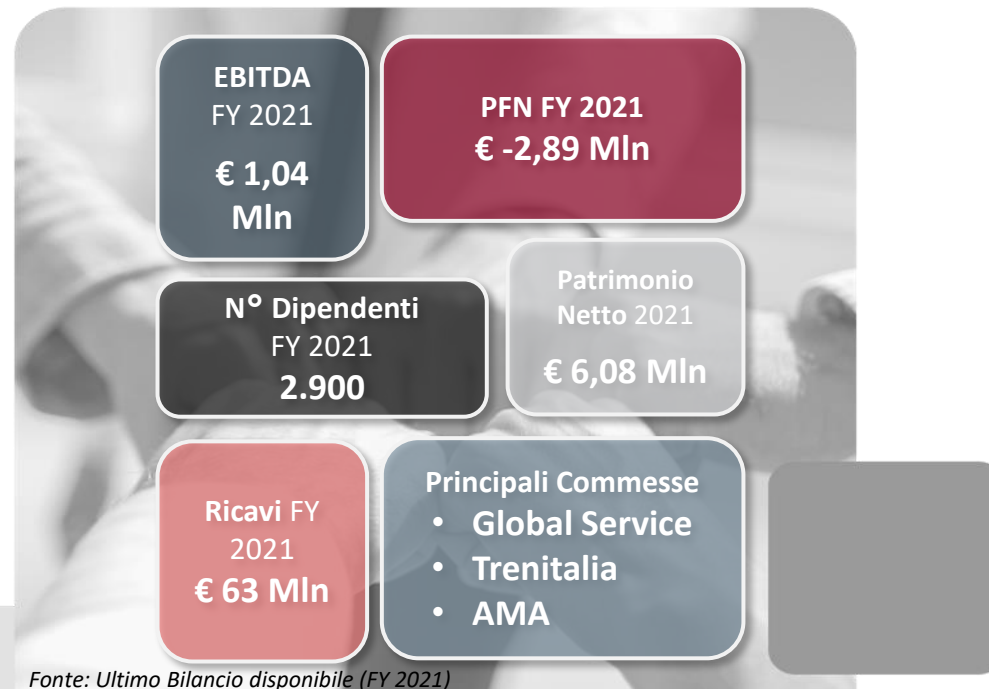 EBITDA
FY 2021
€ 1,04
Mln
PFN FY 2021
€ -2,89 Mln
N° Dipendenti
FY 2021
2.900
Patrimonio
Netto 2021
€ 6,08 Mln
Ricavi FY
2021
€ 63 Mln
Principali Commesse
• Global Service
• Trenitalia
• AMA
Fonte: Ultimo Bilancio disponibile (FY 2021)